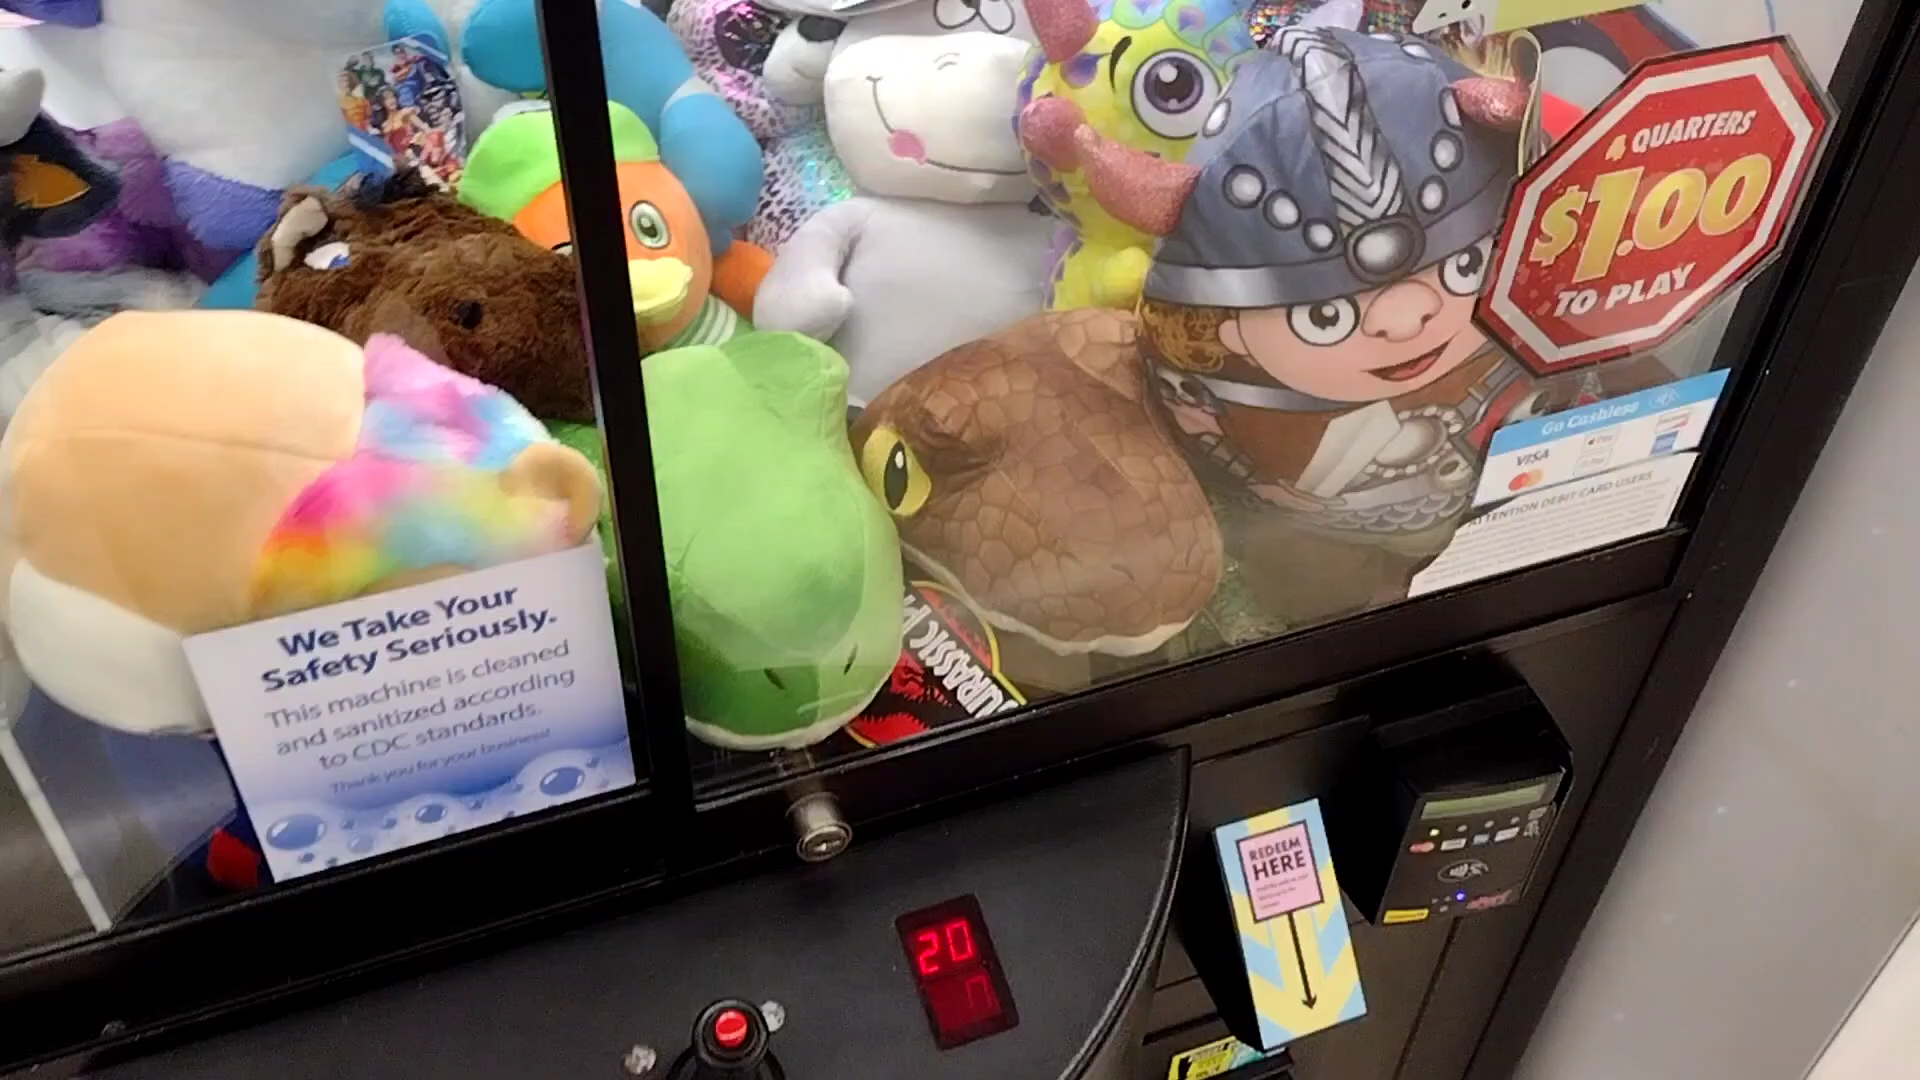 4 QUARTERS
$1.00
TO PLAY
Go Cashless
VISA
Pay
ATTENTION DEBIT CARD USERS
JURASSIC P
We Take Your
Safety Seriously.
This machine is cleaned
and sanitized according
to CDC standards.
Thank you for your business!
REDEEM
HERE
20